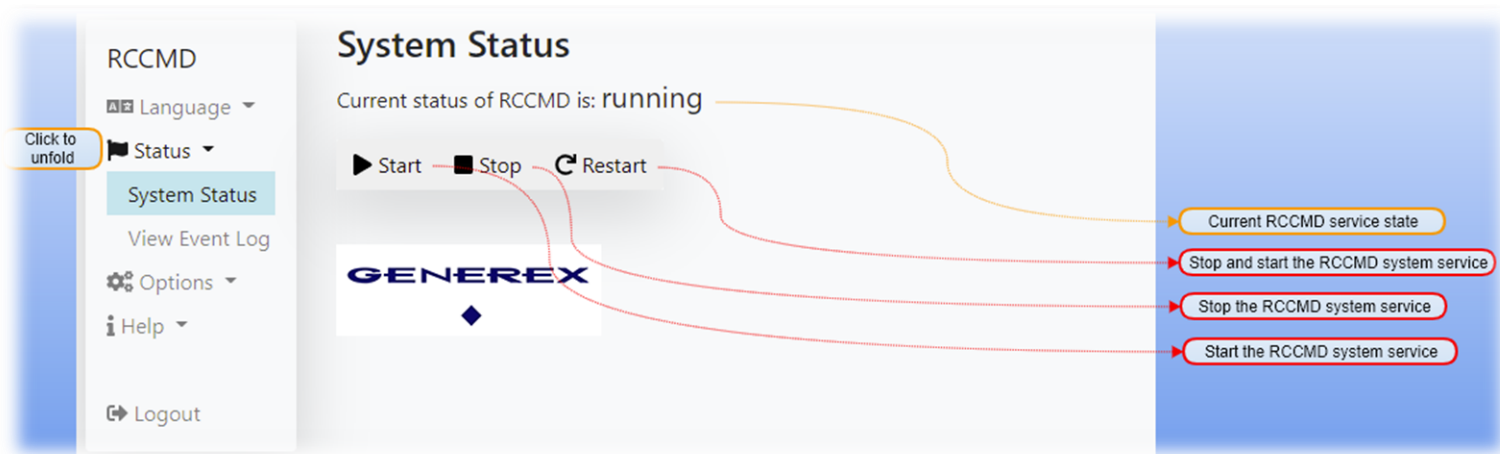 RCCMD
Language
Click to
unfold
Status
System Status
View Event Log
Options
Help
Logout
System Status
Current status of RCCMD is: running
Start Stop Restart
GENEREX
Current RCCMD service state
Stop and start the RCCMD system service
Stop the RCCMD system service
Start the RCCMD system service